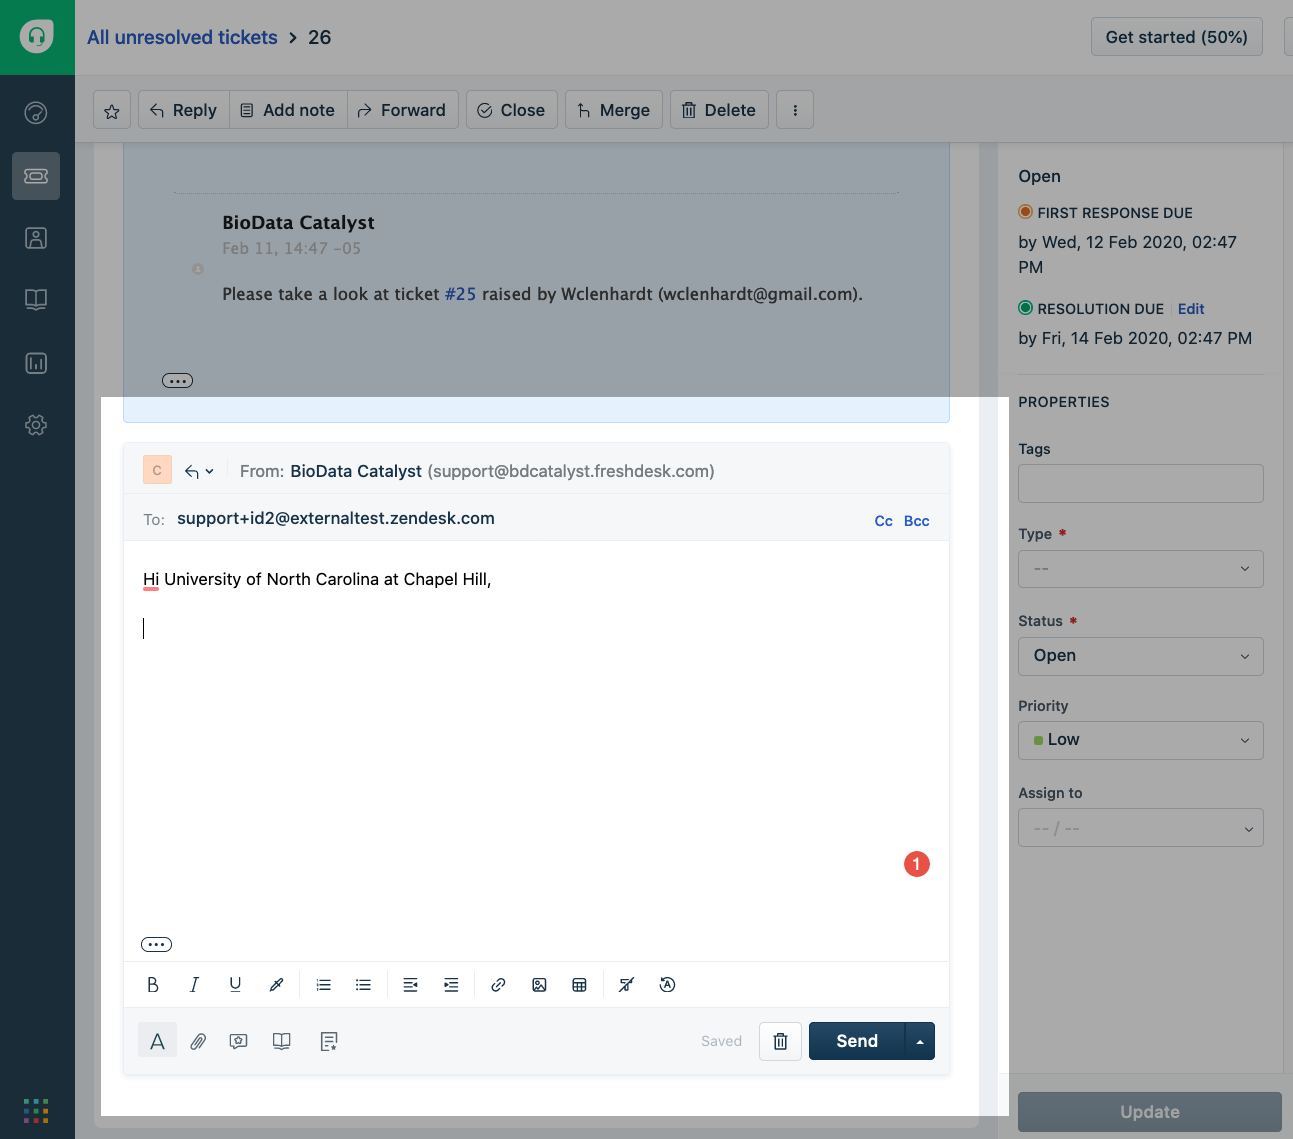 All unresolved tickets > 26
Get started (50%)
Reply
Add note
Forward
Close
Merge
Delete
BioData Catalyst
Feb 11, 14:47 -05
Please take a look at ticket #25 raised by Wclenhardt (wclenhardt@gmail.com).
C
From: BioData Catalyst (support@bdcatalyst.freshdesk.com)
To: support+id2@externaltest.zendesk.com
Cc Bcc
Hi University of North Carolina at Chapel Hill,
1
B I U
A
Saved
Send
Open
FIRST RESPONSE DUE
by Wed, 12 Feb 2020, 02:47
PM
RESOLUTION DUE Edit
by Fri, 14 Feb 2020, 02:47 PM
PROPERTIES
Tags
Type *
--
Status *
Open
Priority
Low
Assign to
-- / --
Update